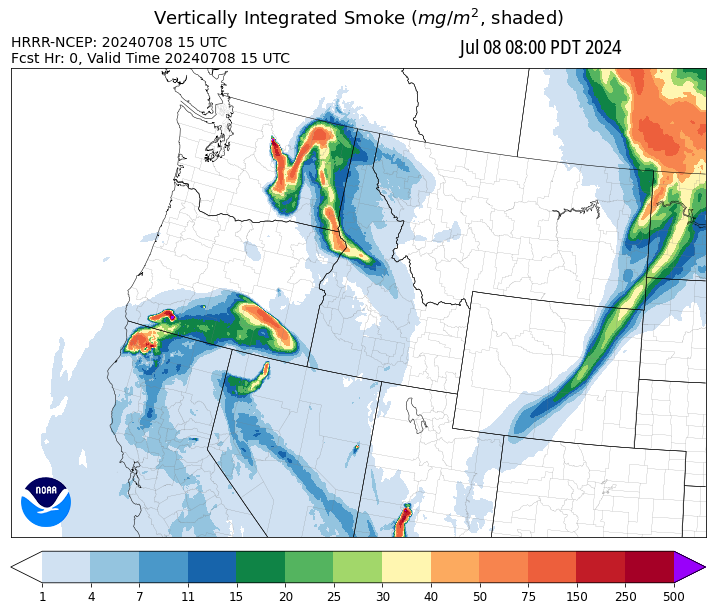 Vertically Integrated Smoke (mg/m², shaded)
HRRR-NCEP: 20240708 15 UTC
Jul 08 08:00 PDT 2024
Fcst Hr: 0, Valid Time 20240708 15 UTC
NOAA
1 4 7 11 15 20 25 30 40 50 75 150 250 500